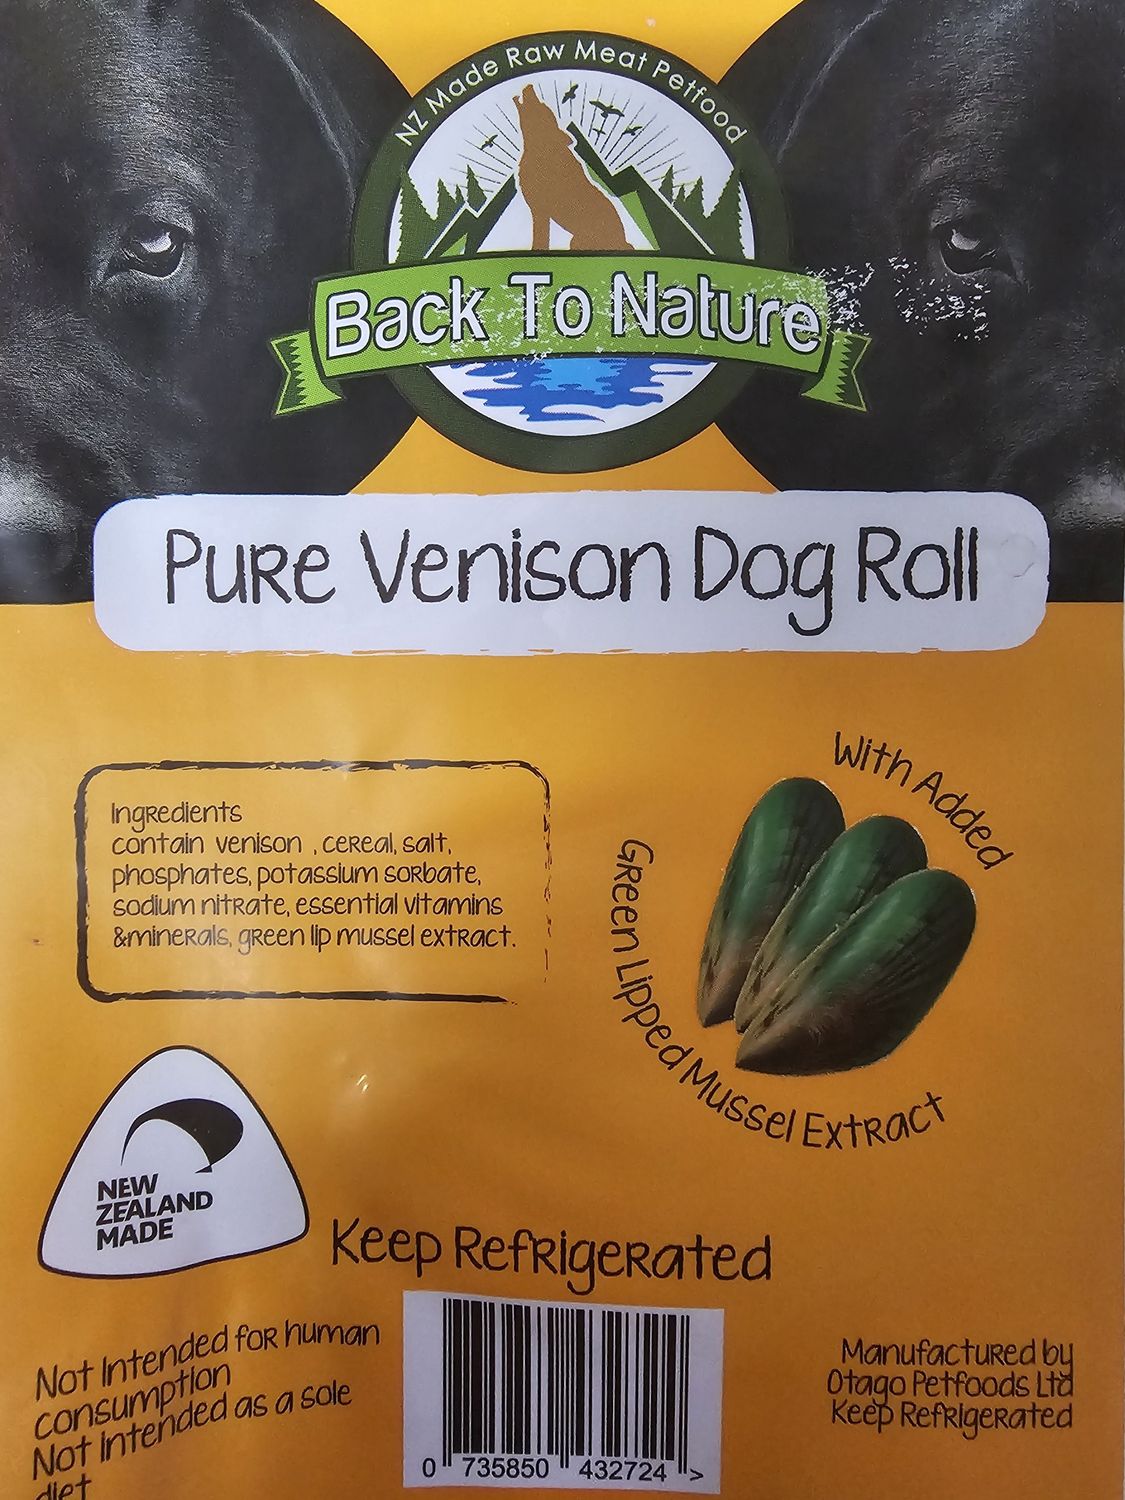 NZ Made Raw Meat Petfood
Back To Nature
Pure Venison Dog Roll
With Added
Green Lipped Mussel Extract
Ingredients
contain venison , cereal, salt,
phosphates, potassium sorbate,
sodium nitrate, essential vitamins
&minerals, green lip mussel extract.
NEW
ZEALAND
MADE
Keep Refrigerated
Not Intended for human
consumption
Not intended as a sole
diet
0 735850 432724 >
Manufactured by
Otago Petfoods Ltd
Keep Refrigerated